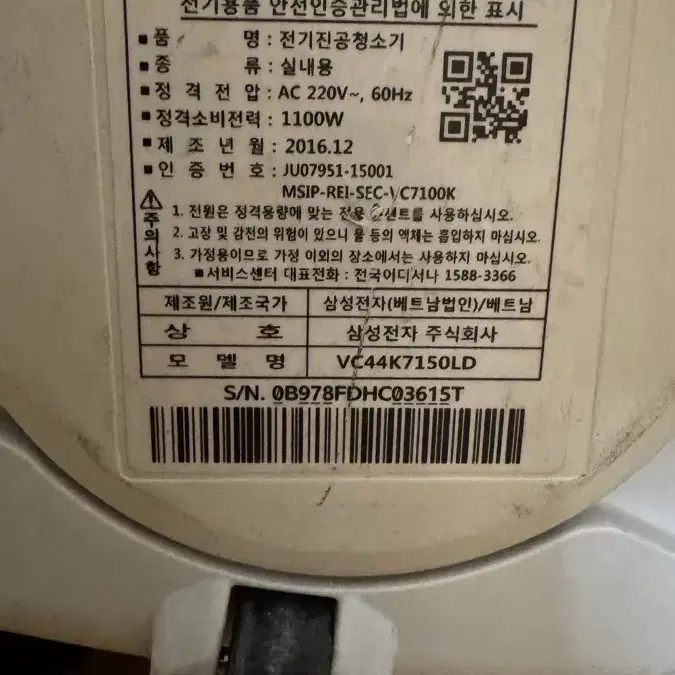 전기용품 안전인증관리법에 의한 표시
■ 품 명 : 전기진공청소기
■ 종 류 : 실내용
■ 정 격 전 압 : AC 220V~, 60Hz
■ 정격소비전력 : 1100W
■ 제 조 년 월 : 2016.12
■ 인 증 번 호 : JU07951-15001
MSIP-REI-SEC-VC7100K
주의사항
1. 전원은 정격용량에 맞는 전용 콘센트를 사용하십시오.
2. 고장 및 감전의 위험이 있으니 물 등의 액체는 흡입하지 마십시오.
3. 가정용이므로 가정 이외의 장소에서는 사용하지 마십시오.
■ 서비스센터 대표전화 : 전국어디서나 1588-3366
제조원/제조국가 삼성전자(베트남법인)/베트남
상 호 삼성전자 주식회사
모 델 명 VC44K7150LD
S/N. 0B978FDHC03615T